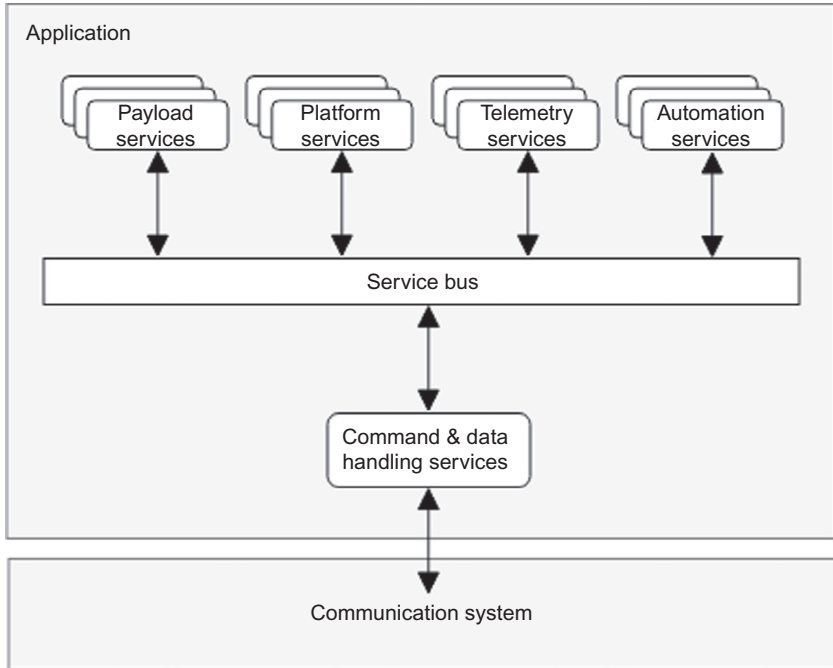 Application
Payload
services
Platform
services
Telemetry
services
Automation
services
Service bus
Command & data
handling services
Communication system